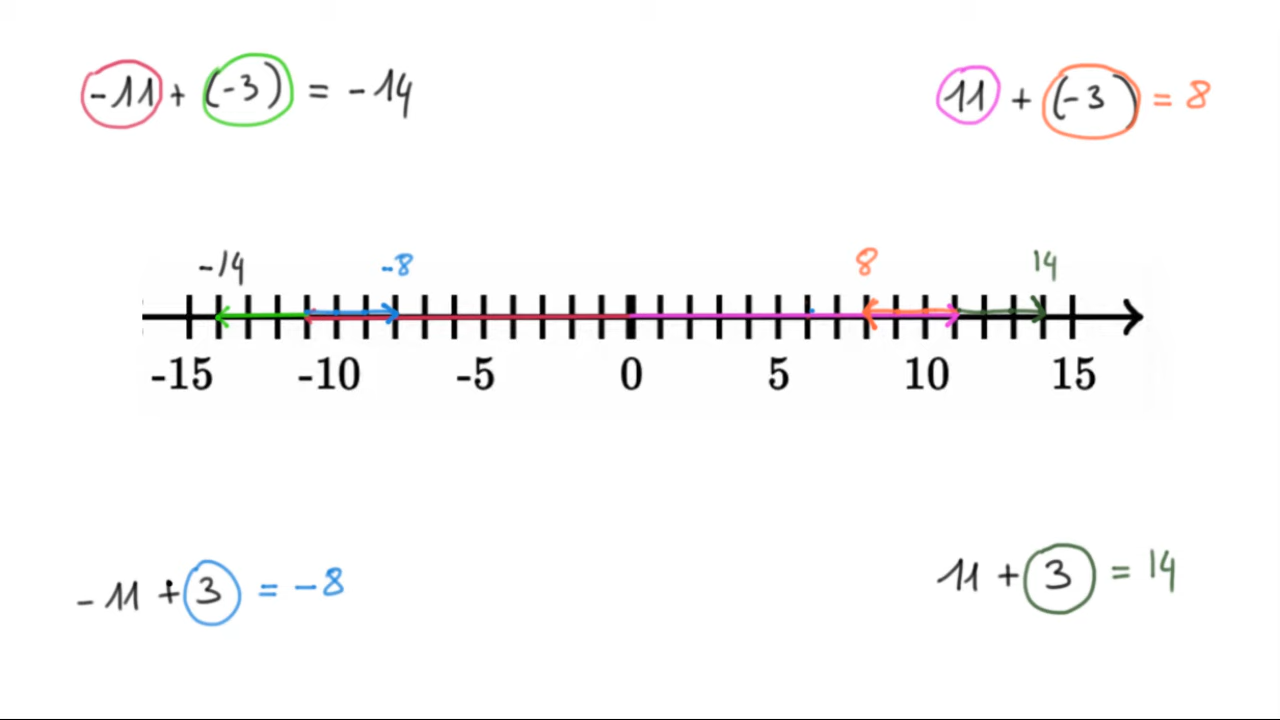 -11 + (-3) = -14
11 + (-3) = 8
-14 -8 8 14
-15 -10 -5 0 5 10 15
-11 + 3 = -8
11 + 3 = 14